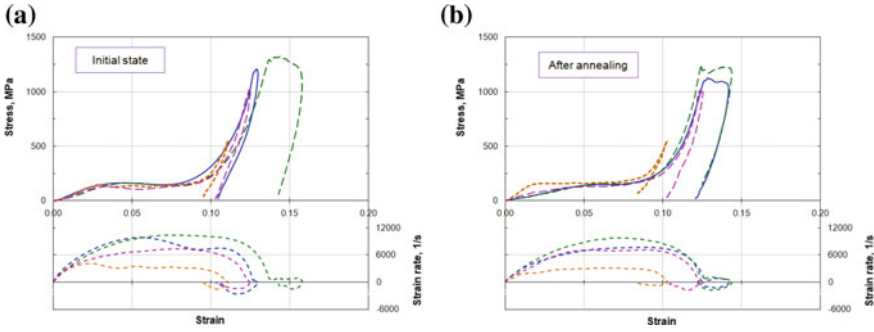 (a)
1500
1000
500
0
Stress, MPa
Initial state
0.00 0.05 0.10 0.15 0.20
12000
6000
0
-6000
Strain rate, 1/s
Strain
(b)
1500
1000
500
0
Stress, MPa
After annealing
0.00 0.05 0.10 0.15 0.20
12000
6000
0
-6000
Strain rate, 1/s
Strain